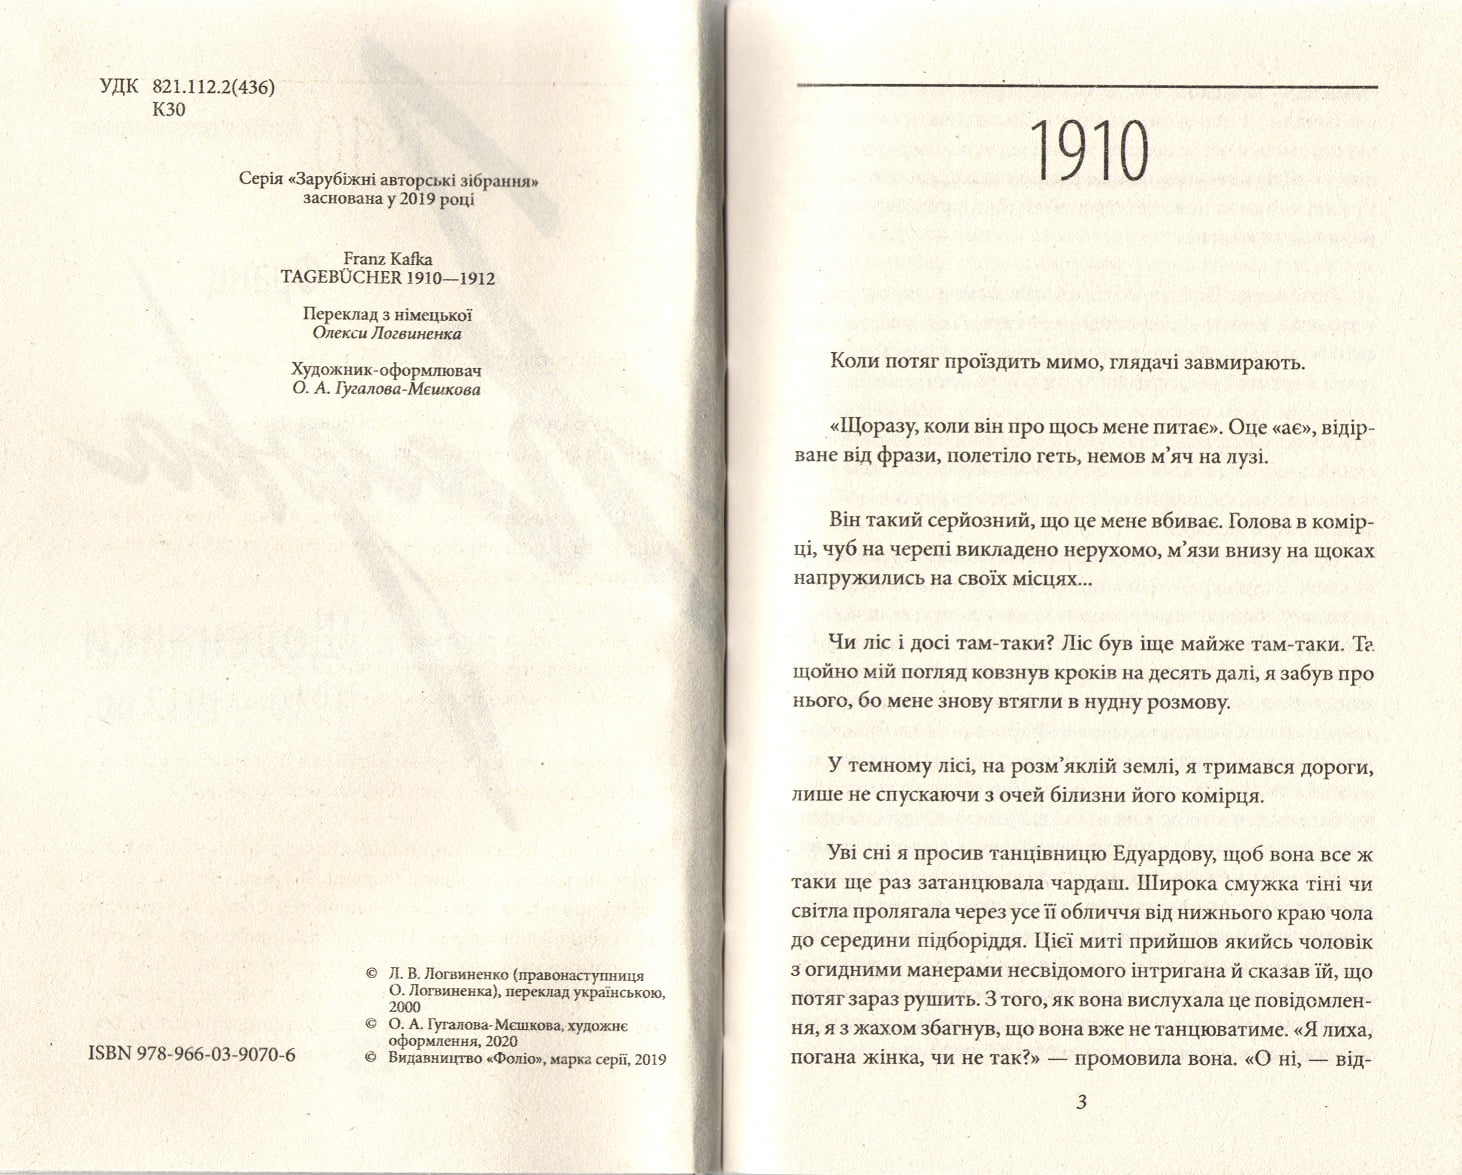 УДК 821.112.2(436)
К30
Серія «Зарубіжні авторські зібрання»
заснована у 2019 році
Franz Kafka
TAGEBÜCHER 1910—1912
Переклад з німецької
Олекси Логвиненка
Художник-оформлювач
О. А. Гугалова-Мєшкова
© Л. В. Логвиненко (правонаступниця
О. Логвиненка), переклад українською,
2000
© О. А. Гугалова-Мєшкова, художнє
оформлення, 2020
ISBN 978-966-03-9070-6
© Видавництво «Фоліо», марка серії, 2019
1910
Коли потяг проїздить мимо, глядачі завмирають.
«Щоразу, коли він про щось мене питає». Оце «ає», відір-
ване від фрази, полетіло геть, немов м’яч на лузі.
Він такий серйозний, що це мене вбиває. Голова в комір-
ці, чуб на черепі викладено нерухомо, м’язи внизу на щоках
напружились на своїх місцях...
Чи ліс і досі там-таки? Ліс був іще майже там-таки. Та
щойно мій погляд ковзнув кроків на десять далі, я забув про
нього, бо мене знову втягли в нудну розмову.
У темному лісі, на розм’яклій землі, я тримався дороги,
лише не спускаючи з очей білизни його комірця.
Уві сні я просив танцівницю Едуардову, щоб вона все ж
таки ще раз затанцювала чардаш. Широка смужка тіні чи
світла пролягала через усе її обличчя від нижнього краю чола
до середини підборіддя. Цієї миті прийшов якийсь чоловік
з огидними манерами несвідомого інтригана й сказав їй, що
потяг зараз рушить. З того, як вона вислухала це повідомлен-
ня, я з жахом збагнув, що вона вже не танцюватиме. «Я лиха,
погана жінка, чи не так?» — промовила вона. «О ні, — від-
3